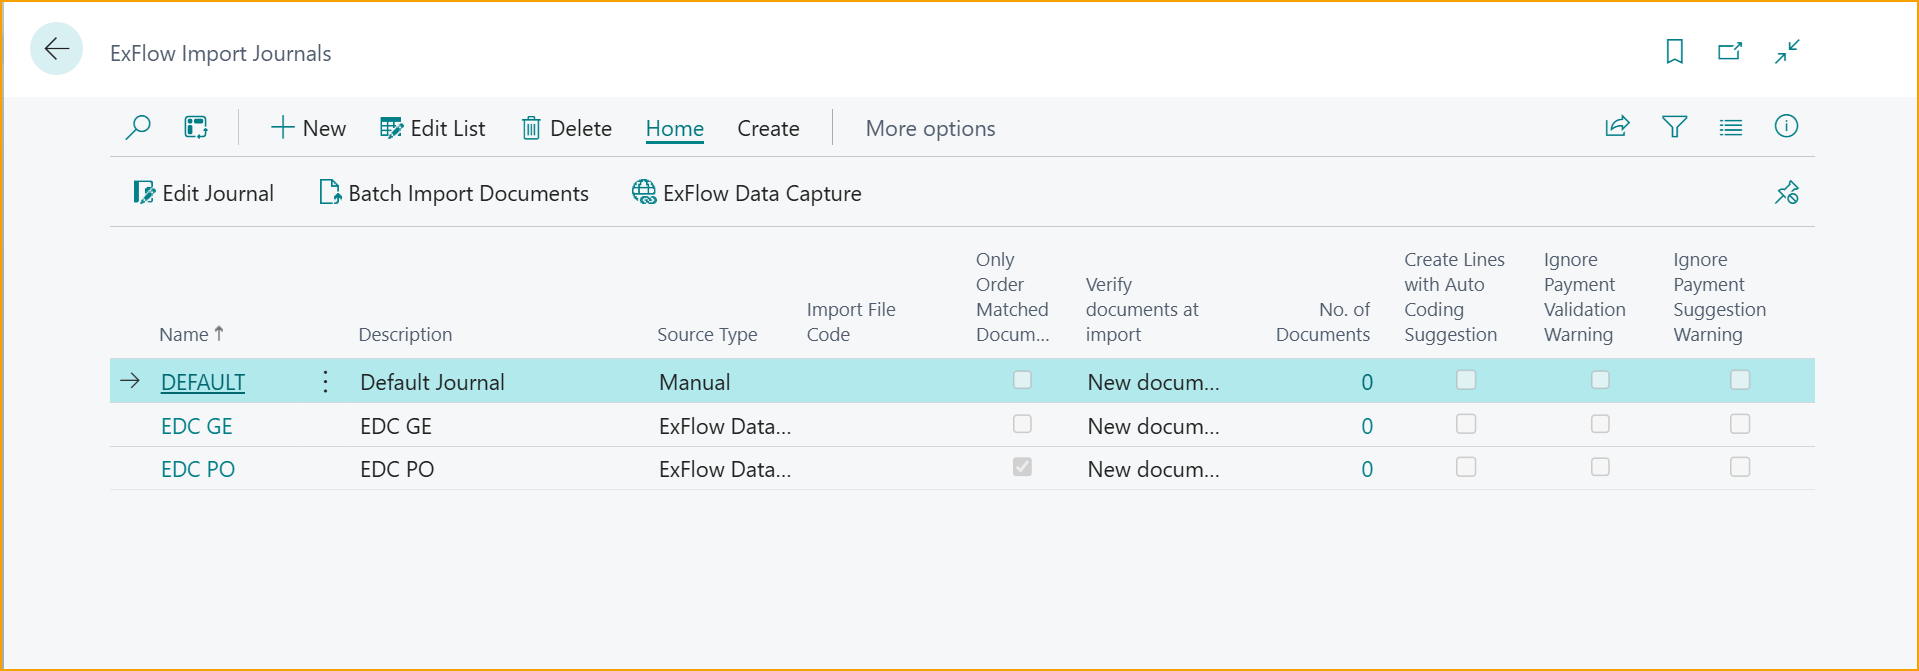 ExFlow Import Journals
New Edit List Delete Home Create More options
Edit Journal Batch Import Documents ExFlow Data Capture
Name ↑ Description Source Type Import File Code Only Order Matched Docum... Verify documents at import No. of Documents Create Lines with Auto Coding Suggestion Ignore Payment Validation Warning Ignore Payment Suggestion Warning
DEFAULT Default Journal Manual New docum... 0
EDC GE EDC GE ExFlow Data... New docum... 0
EDC PO EDC PO ExFlow Data... New docum... 0